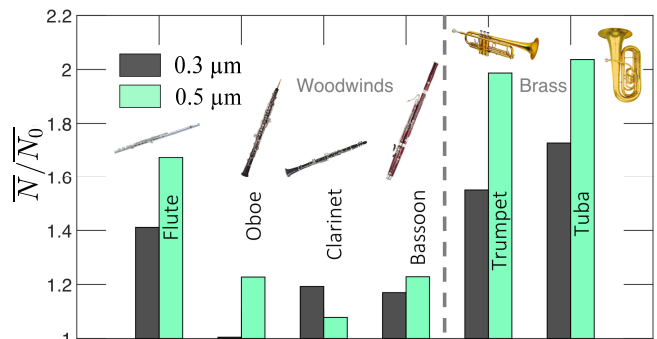 2.2
2
1.8
1.6
1.4
1.2
1
N/N0
0.3 µm
0.5 µm
Woodwinds
Brass
Flute
Oboe
Clarinet
Bassoon
Trumpet
Tuba